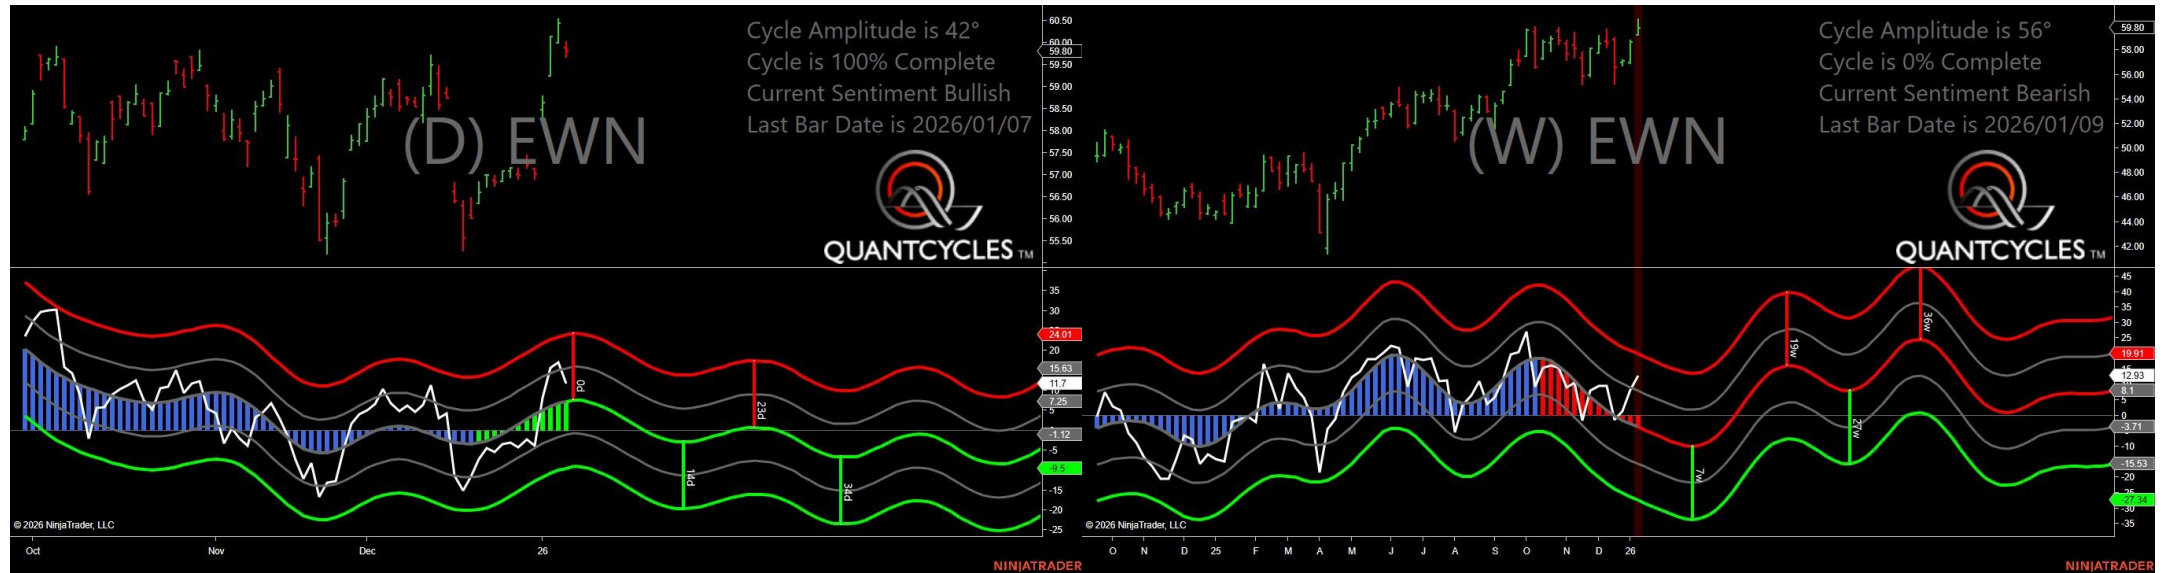 Cycle Amplitude is 42°
Cycle is 100% Complete
Current Sentiment Bullish
Last Bar Date is 2026/01/07
(D) EWN
QUANTCYCLES TM
60.50
60.00
59.80
59.50
59.00
58.50
58.00
57.50
57.00
56.50
56.00
55.50
35
30
24.01
20
15.63
11.7
7.25
5
-1.12
-5
-9.5
-15
-20
-25
0d
14d
23d
34d
© 2026 NinjaTrader, LLC
Oct
Nov
Dec
26
NINJATRADER
Cycle Amplitude is 56°
Cycle is 0% Complete
Current Sentiment Bearish
Last Bar Date is 2026/01/09
(W) EWN
QUANTCYCLES TM
59.80
58.00
56.00
54.00
52.00
50.00
48.00
46.00
44.00
42.00
45
40
35
30
25
19.91
12.93
8.1
5
0
-3.71
-10
-15.53
-20
-27.34
-30
-35
7w
19w
27w
36w
© 2026 NinjaTrader, LLC
O
N
D
25
F
M
A
M
J
J
A
S
O
N
D
26
NINJATRADER